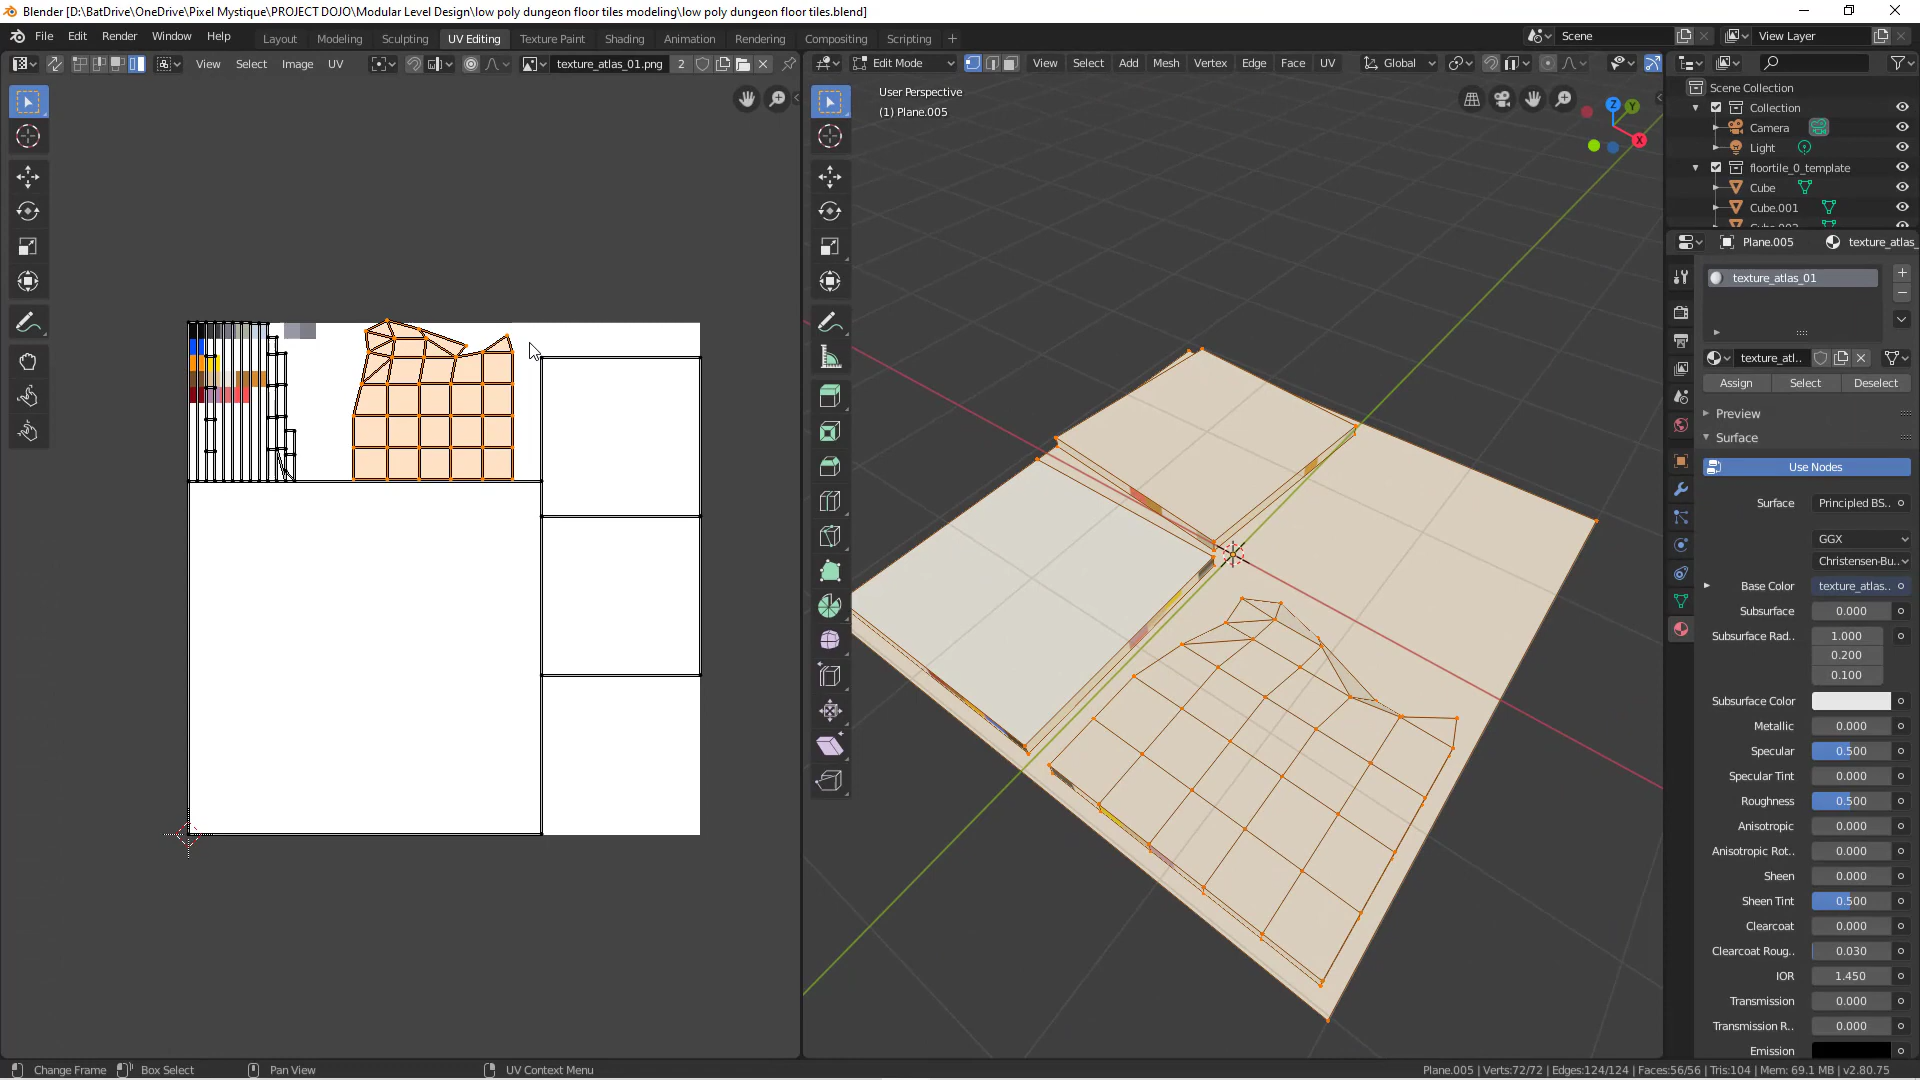 Blender [D:\BatDrive\OneDrive\Pixel Mystique\PROJECT DOJO\Modular Level Design\low poly dungeon floor tiles modeling\low poly dungeon floor tiles.blend]
File Edit Render Window Help Layout Modeling Sculpting UV Editing Texture Paint Shading Animation Rendering Compositing Scripting + Scene View Layer
View Select Image UV texture_atlas_01.png 2 Edit Mode View Select Add Mesh Vertex Edge Face UV Global
User Perspective
(1) Plane.005
Z Y X
Scene Collection
Collection
Camera
Light
floortile_0_template
Cube
Cube.001
Plane.005 texture_atlas_
texture_atlas_01
texture_atl..
Assign Select Deselect
Preview
Surface
Use Nodes
Surface Principled BS..
GGX
Christensen-Bu..
Base Color texture_atlas..
Subsurface 0.000
Subsurface Rad.. 1.000
0.200
0.100
Subsurface Color
Metallic 0.000
Specular 0.500
Specular Tint 0.000
Roughness 0.500
Anisotropic 0.000
Anisotropic Rot.. 0.000
Sheen 0.000
Sheen Tint 0.500
Clearcoat 0.000
Clearcoat Roug.. 0.030
IOR 1.450
Transmission 0.000
Transmission R.. 0.000
Emission
Change Frame Box Select Pan View UV Context Menu Plane.005 | Verts:72/72 | Edges:124/124 | Faces:56/56 | Tris:104 | Mem: 69.1 MB | v2.80.75